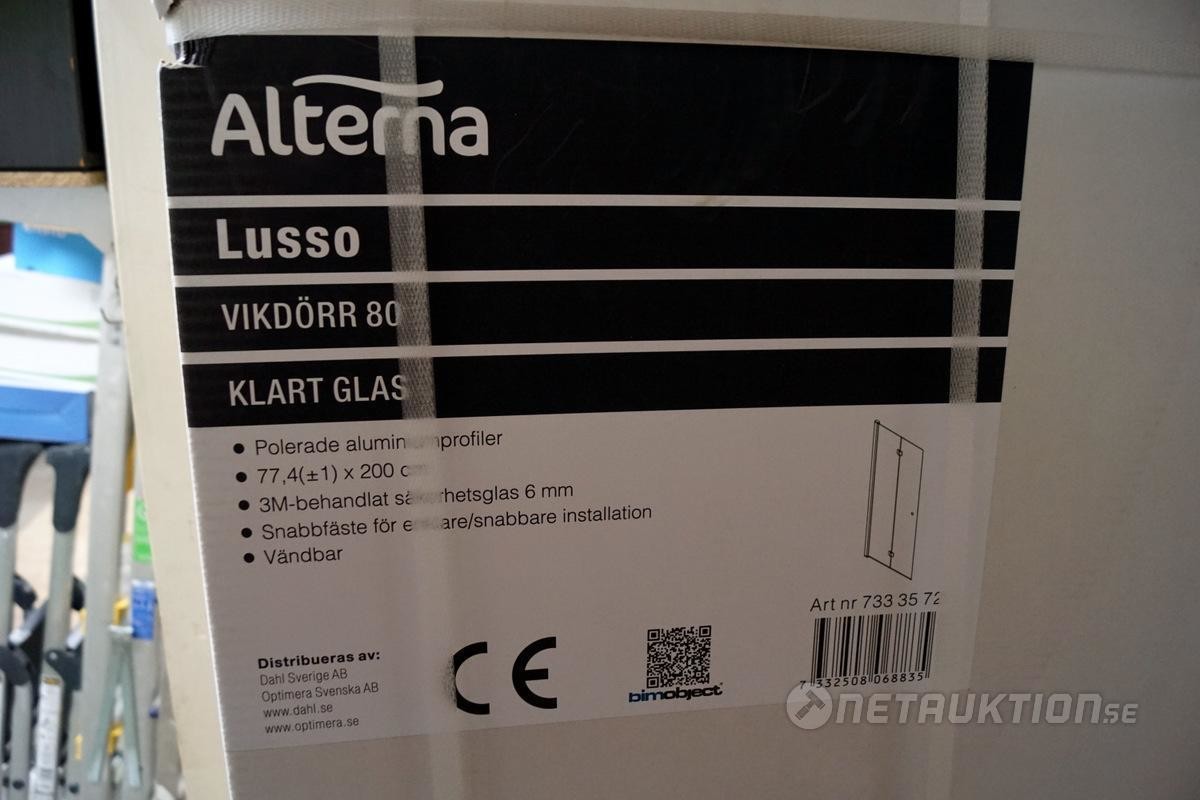 Alterna
Lusso
VIKDÖRR 80
KLART GLAS
• Polerade aluminiumprofiler
• 77,4(±1) x 200 cm
• 3M-behandlat säkerhetsglas 6 mm
• Snabbfäste för enklare/snabbare installation
• Vändbar
Art nr 733 35 72
7 332508 068835
Distribueras av:
Dahl Sverige AB
Optimera Svenska AB
www.dahl.se
www.optimera.se
CE
bimobject
NETAUKTION.SE